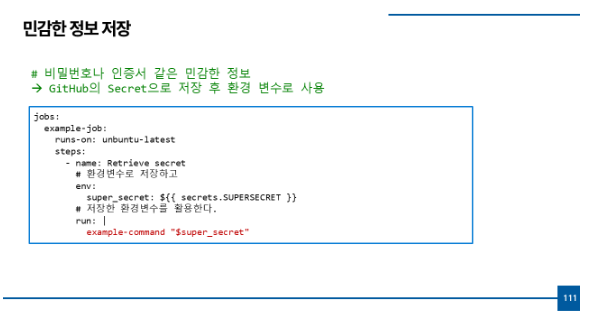 민감한 정보 저장
# 비밀번호나 인증서 같은 민감한 정보
→ GitHub의 Secret으로 저장 후 환경 변수로 사용
jobs:
  example-job:
    runs-on: unbuntu-latest
    steps:
      - name: Retrieve secret
        # 환경변수로 저장하고
        env:
          super_secret: ${{ secrets.SUPERSECRET }}
        # 저장한 환경변수를 활용한다.
        run: |
          example-command "$super_secret"
111